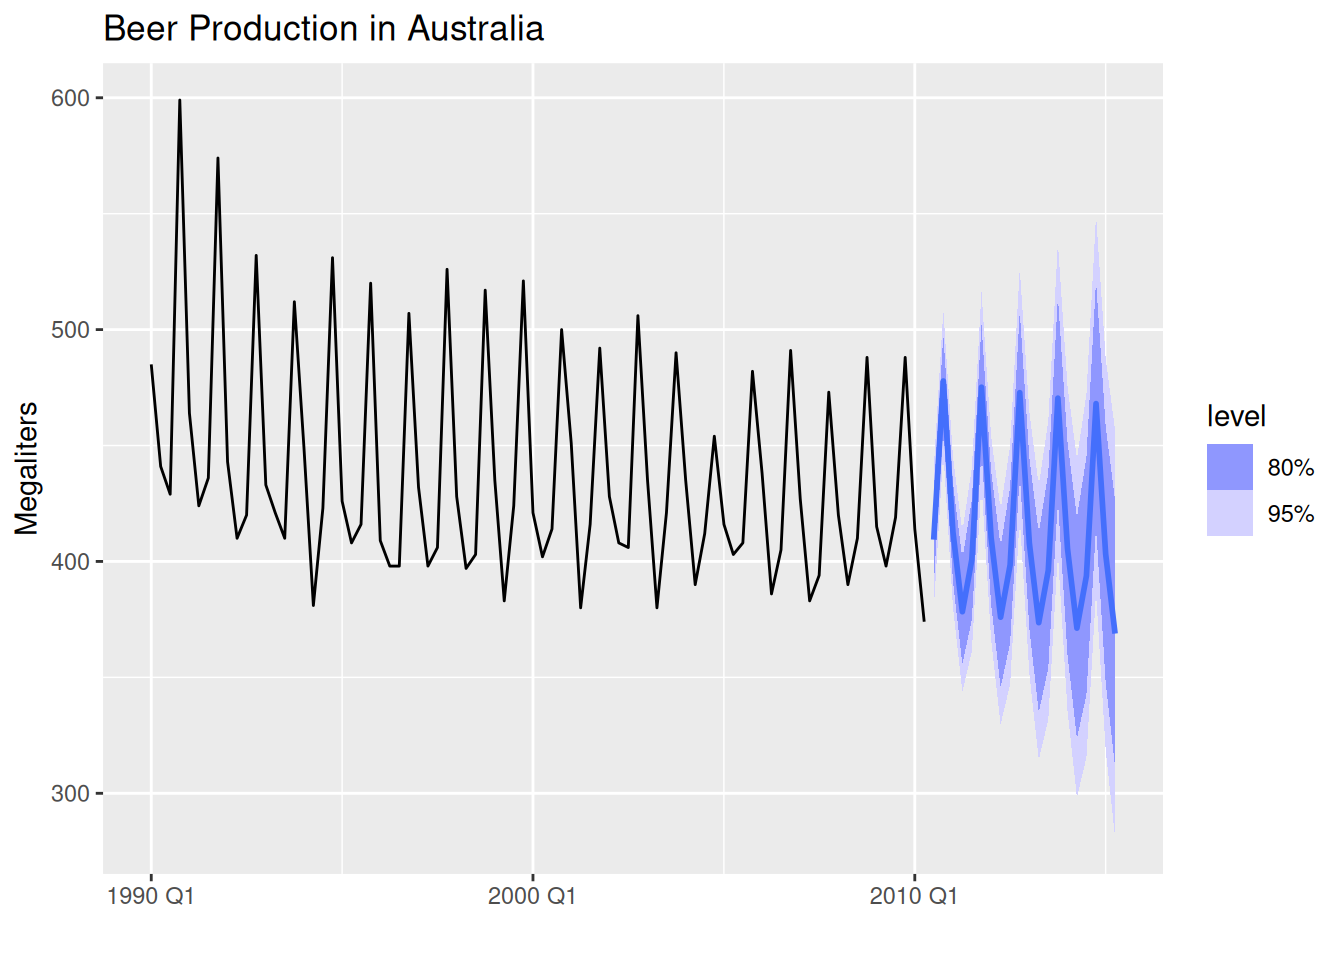 Beer Production in Australia
600
500
400
300
Megaliters
1990 Q1
2000 Q1
2010 Q1
level
80%
95%